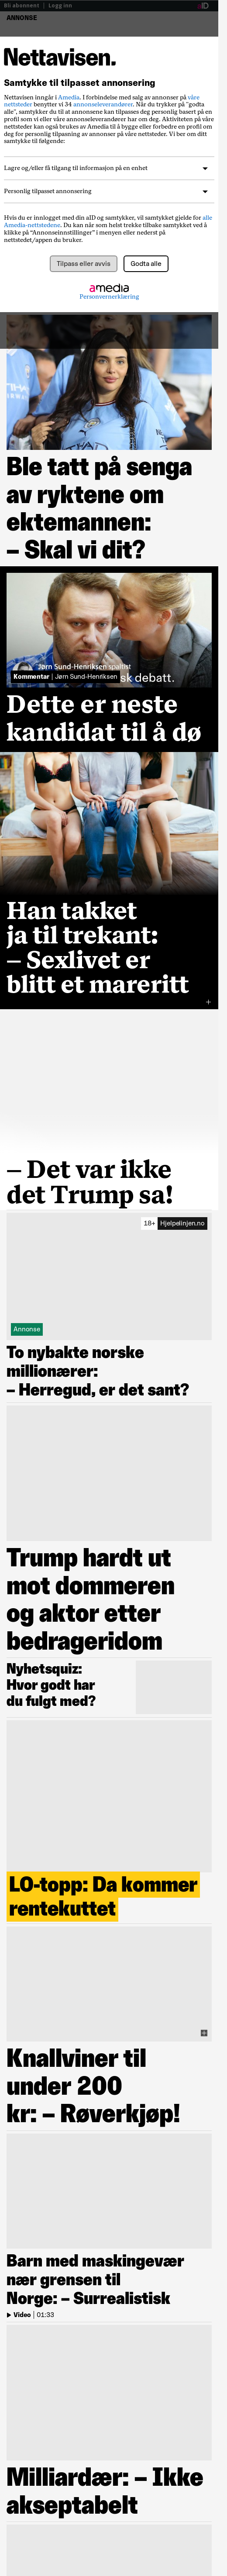 Bli abonnent | Logg inn
aID
ANNONSE
Nettavisen.
Samtykke til tilpasset annonsering
Nettavisen inngår i Amedia. I forbindelse med salg av annonser på våre
nettsteder benytter vi 34 annonseleverandører. Når du trykker på "godta
alle", samtykker du til at annonsene kan tilpasses deg personlig basert på data
som vi eller våre annonseleverandører har om deg. Aktiviteten din på våre
nettsteder kan også brukes av Amedia til å bygge eller forbedre en profil om
deg for personlig tilpasning av annonser på våre nettsteder. Vi ber om ditt
samtykke til følgende:
Lagre og/eller få tilgang til informasjon på en enhet
Personlig tilpasset annonsering
Hvis du er innlogget med din aID og samtykker, vil samtykket gjelde for alle
Amedia-nettstedene. Du kan når som helst trekke tilbake samtykket ved å
klikke på “Annonseinnstillinger” i menyen eller nederst på
nettstedet/appen du bruker.
Tilpass eller avvis
Godta alle
amedia
Personvernerklæring
Ble tatt på senga
av ryktene om
ektemannen:
– Skal vi dit?
Jørn Sund-Henriksen spaltist
Kommentar | Jørn Sund-Henriksen
sk debatt.
Dette er neste
kandidat til å dø
Han takket
ja til trekant:
– Sexlivet er
blitt et mareritt
– Det var ikke
det Trump sa!
18+ Hjelpelinjen.no
Annonse
To nybakte norske
millionærer:
– Herregud, er det sant?
Trump hardt ut
mot dommeren
og aktor etter
bedrageridom
Nyhetsquiz:
Hvor godt har
du fulgt med?
LO-topp: Da kommer
rentekuttet
Knallviner til
under 200
kr: – Røverkjøp!
Barn med maskingevær
nær grensen til
Norge: – Surrealistisk
Video | 01:33
Milliardær: – Ikke
akseptabelt